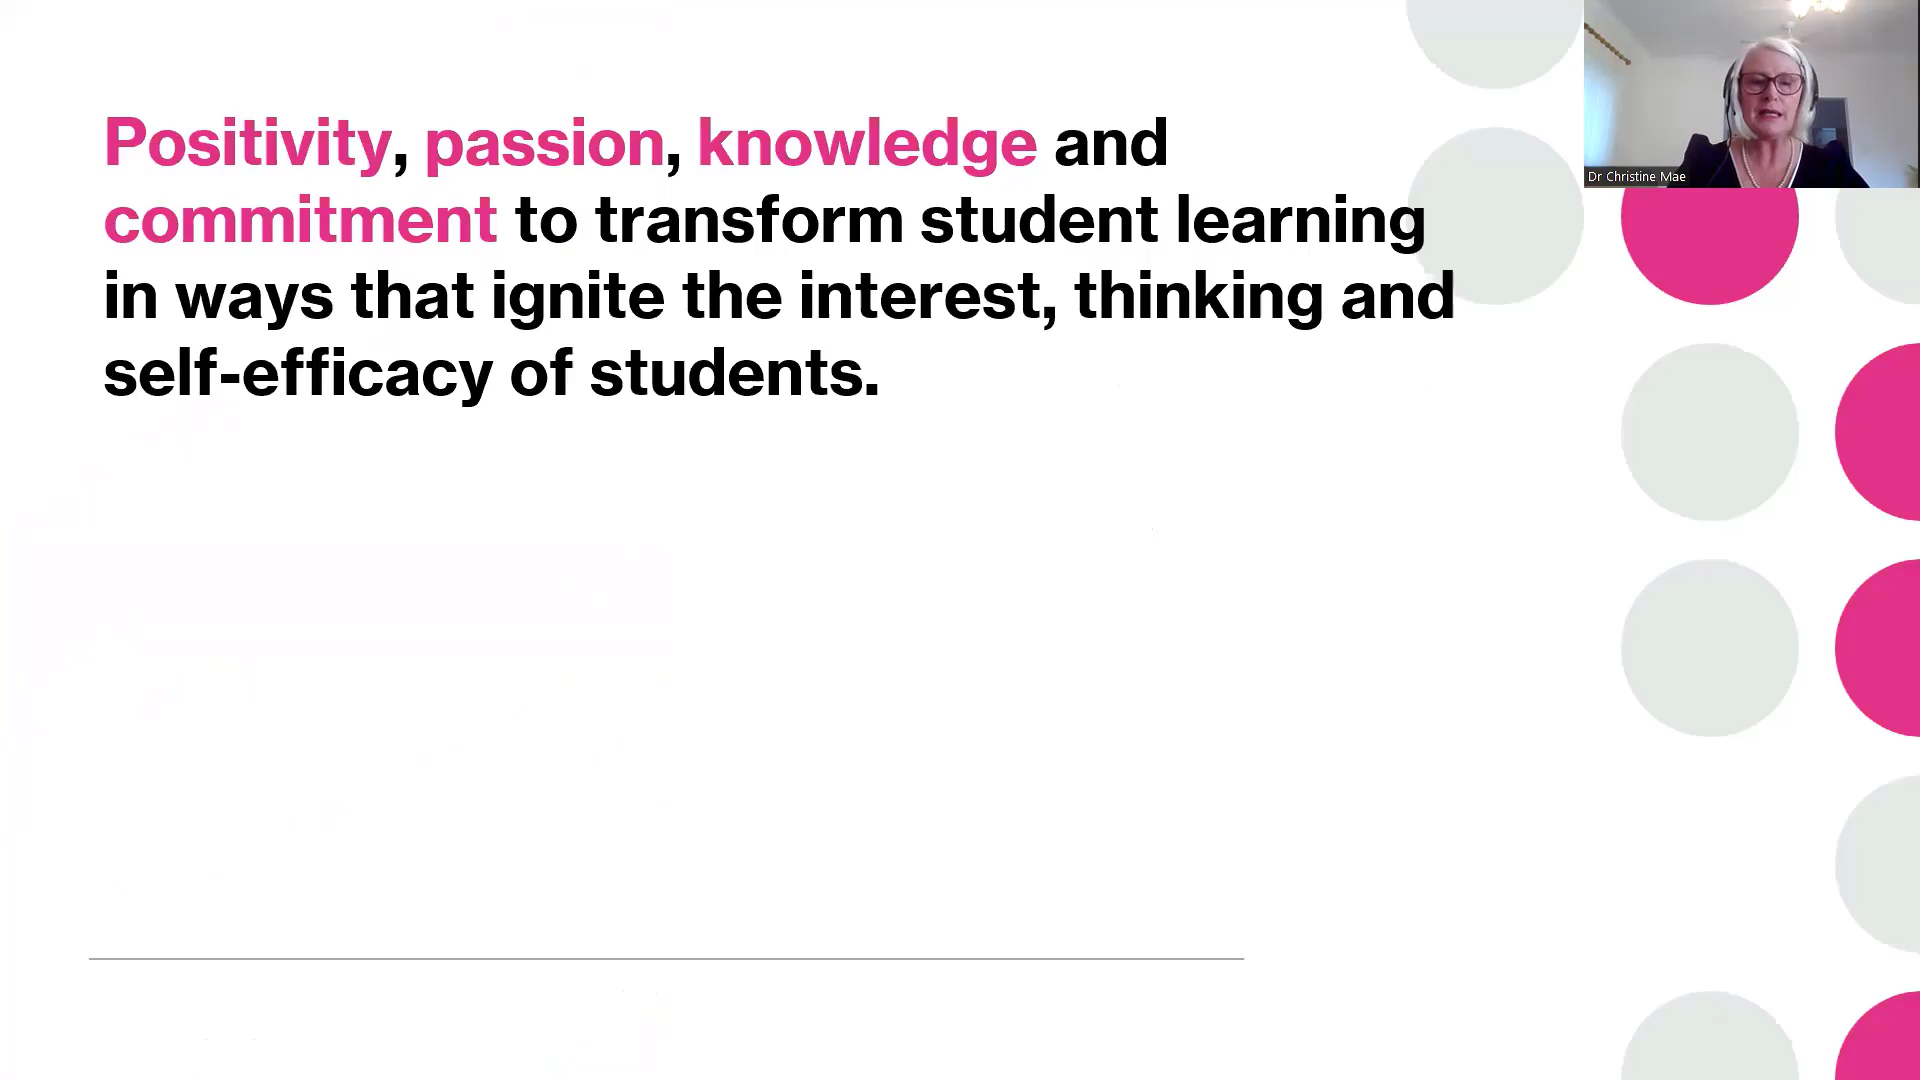 Positivity, passion, knowledge and
commitment to transform student learning
in ways that ignite the interest, thinking and
self-efficacy of students.
Dr Christine Mae